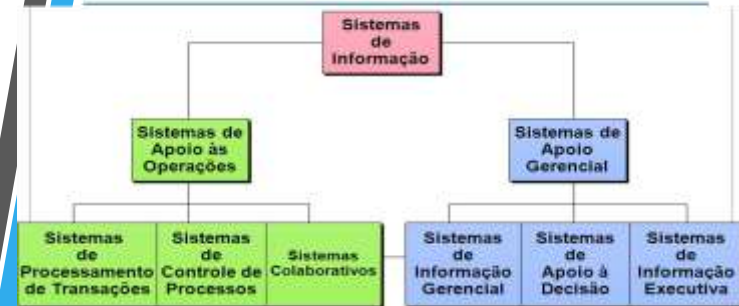 Sistemas
de
Informação
Sistemas de
Apoio às
Operações
Sistemas de
Apoio
Gerencial
Sistemas
de
Processamento
de Transações
Sistemas
de
Controle de
Processos
Sistemas
Colaborativos
Sistemas
de
Informação
Gerencial
Sistemas
de
Apoio à
Decisão
Sistemas
de
Informação
Executiva